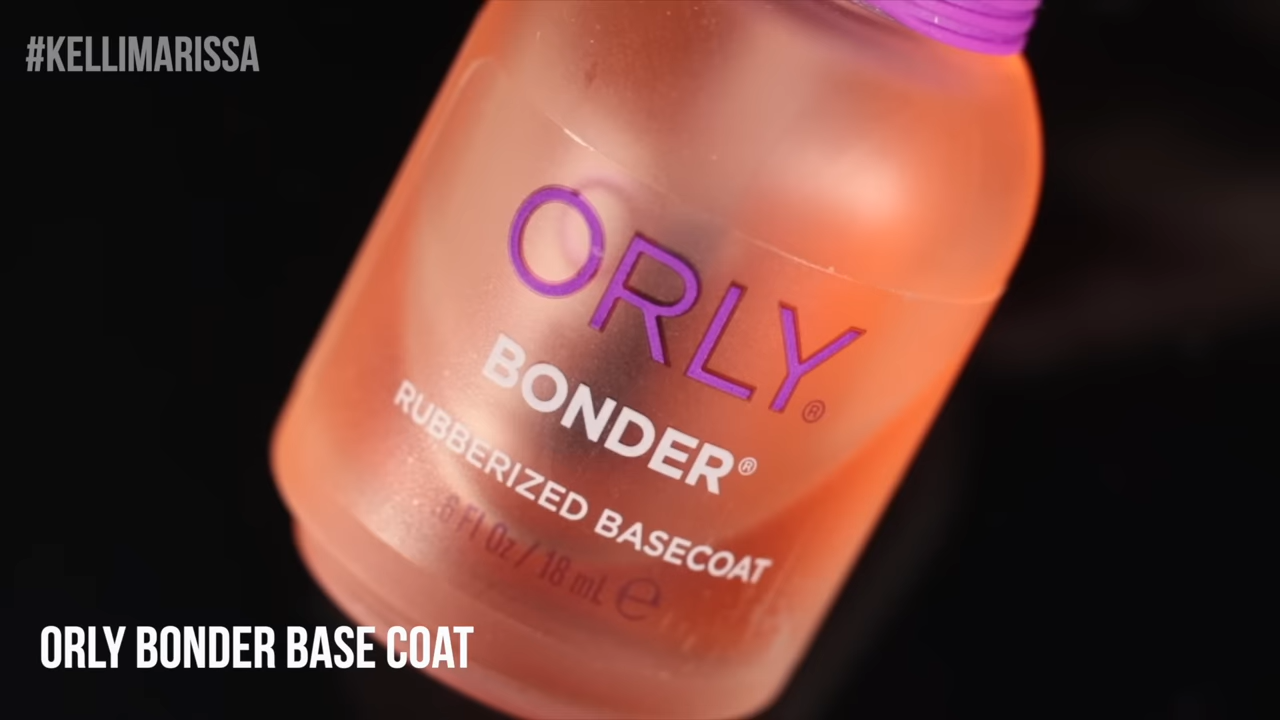 #KELLIMARISSA
ORLY®
BONDER®
RUBBERIZED BASECOAT
.6 Fl Oz / 18 mL ℮
ORLY BONDER BASE COAT